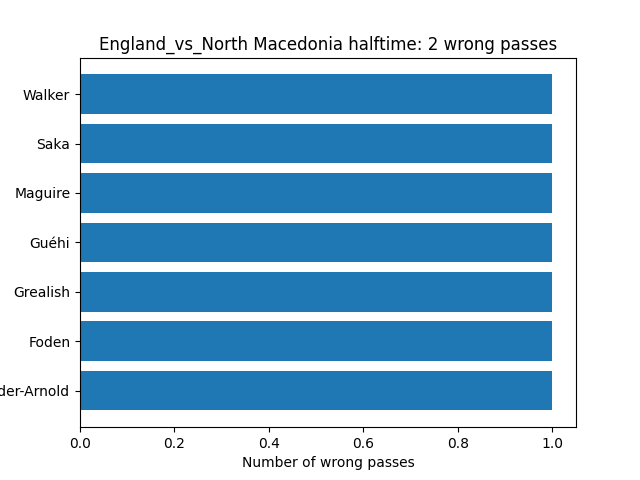 England_vs_North Macedonia halftime: 2 wrong passes
Walker
Saka
Maguire
Guéhi
Grealish
Foden
der-Arnold
0.0 0.2 0.4 0.6 0.8 1.0
Number of wrong passes